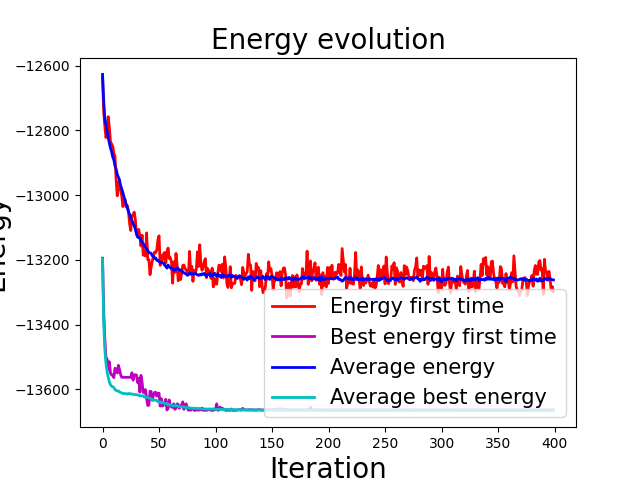 Energy evolution
Energy
−12600
−12800
−13000
−13200
−13400
−13600
0
50
100
150
200
250
300
350
400
Iteration
Energy first time
Best energy first time
Average energy
Average best energy